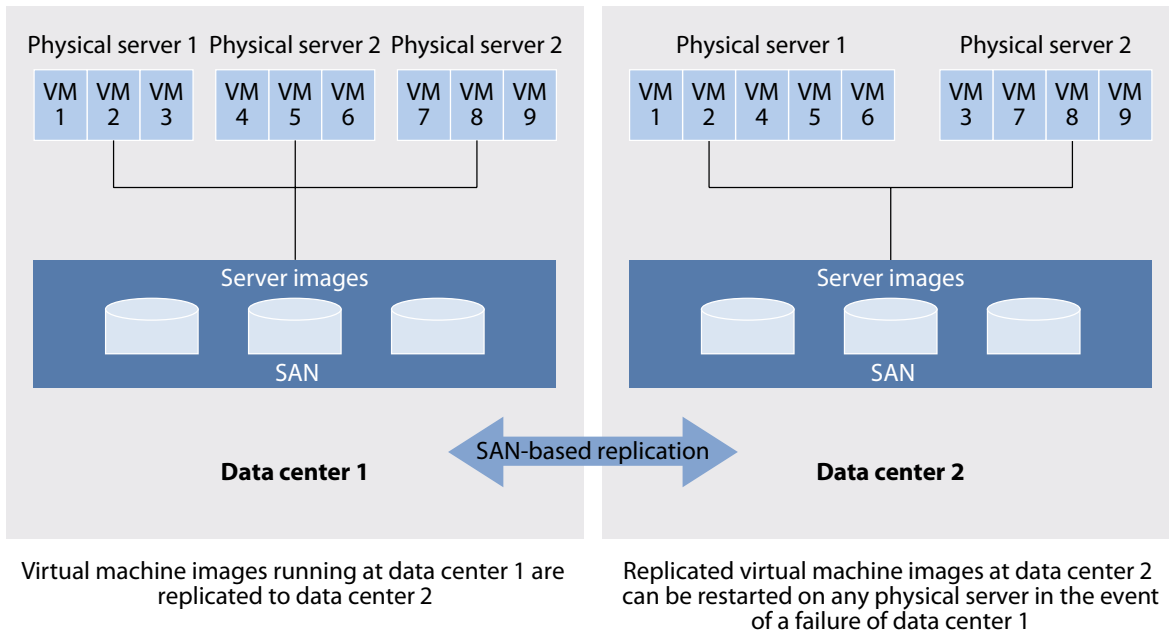 Physical server 1 Physical server 2 Physical server 2
VM 1 VM 2 VM 3 VM 4 VM 5 VM 6 VM 7 VM 8 VM 9
Server images
SAN
Data center 1
Physical server 1 Physical server 2
VM 1 VM 2 VM 4 VM 5 VM 6 VM 3 VM 7 VM 8 VM 9
Server images
SAN
Data center 2
SAN-based replication
Virtual machine images running at data center 1 are
replicated to data center 2
Replicated virtual machine images at data center 2
can be restarted on any physical server in the event
of a failure of data center 1